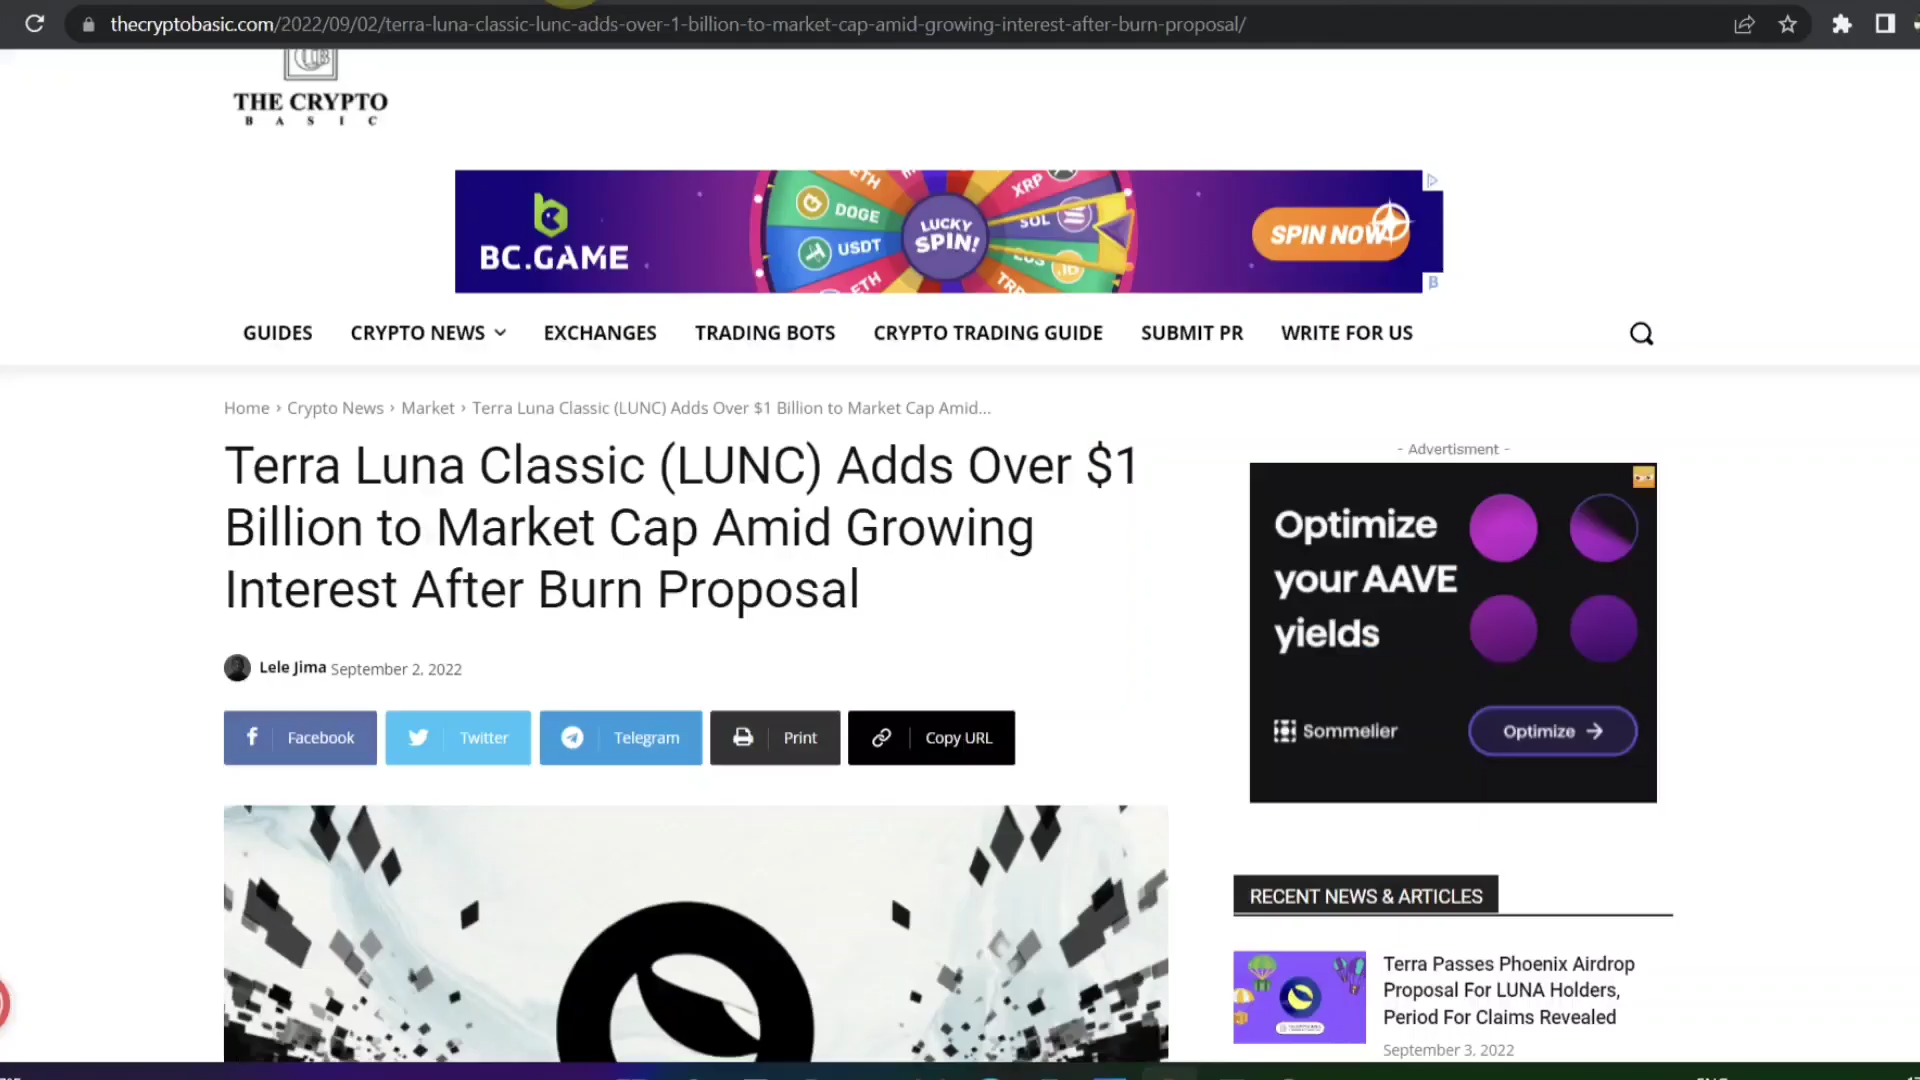 thecryptobasic.com/2022/09/02/terra-luna-classic-lunc-adds-over-1-billion-to-market-cap-amid-growing-interest-after-burn-proposal/
THE CRYPTO
BASIC
BC.GAME
ETH
DOGE
USDT
ETH
LUCKY
SPIN!
XRP
SOL
EOS
SPIN NOW
GUIDES CRYPTO NEWS EXCHANGES TRADING BOTS CRYPTO TRADING GUIDE SUBMIT PR WRITE FOR US
Home › Crypto News › Market › Terra Luna Classic (LUNC) Adds Over $1 Billion to Market Cap Amid...
Terra Luna Classic (LUNC) Adds Over $1
Billion to Market Cap Amid Growing
Interest After Burn Proposal
Lele Jima September 2, 2022
Facebook Twitter Telegram Print Copy URL
- Advertisment -
Optimize
your AAVE
yields
Sommelier Optimize →
RECENT NEWS & ARTICLES
Terra Passes Phoenix Airdrop
Proposal For LUNA Holders,
Period For Claims Revealed
September 3, 2022